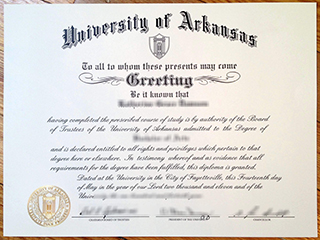 University of Arkansas
To all to whom these presents may come
Greeting
Be it known that
having completed the prescribed course of study is by authority of the Board
of Trustees of the University of Arkansas admitted to the Degree of
and is declared entitled to all rights and privileges which pertain to that
degree here or elsewhere. In testimony whereof and as evidence that all
requirements for the degree have been fulfilled, this diploma is granted.
Dated at the University in the City of Fayetteville, this Fourteenth day
of May in the year of our Lord two thousand and eleven and of the